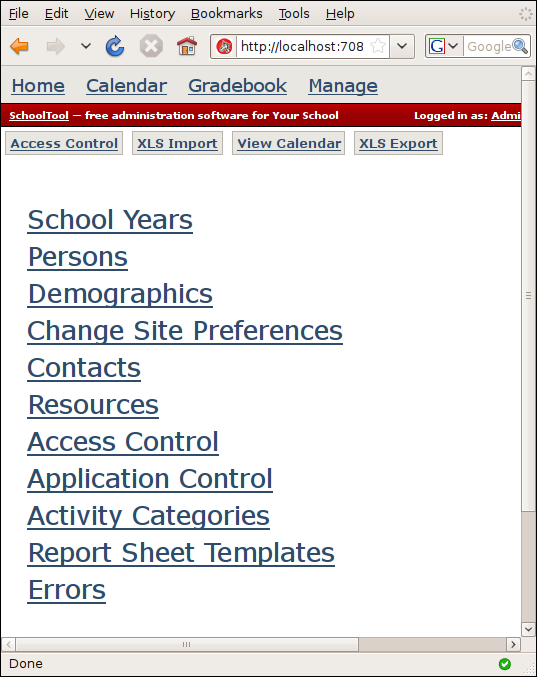 File Edit View History Bookmarks Tools Help
http://localhost:708 Google
Home Calendar Gradebook Manage
SchoolTool — free administration software for Your School Logged in as: Admi
Access Control XLS Import View Calendar XLS Export
School Years
Persons
Demographics
Change Site Preferences
Contacts
Resources
Access Control
Application Control
Activity Categories
Report Sheet Templates
Errors
Done